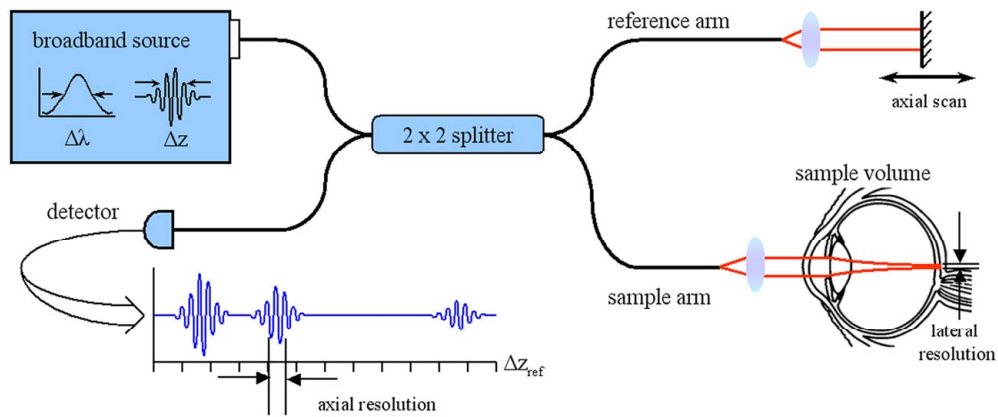 broadband source
Δλ
Δz
2 x 2 splitter
reference arm
axial scan
sample volume
detector
sample arm
lateral
resolution
Δz_ref
axial resolution